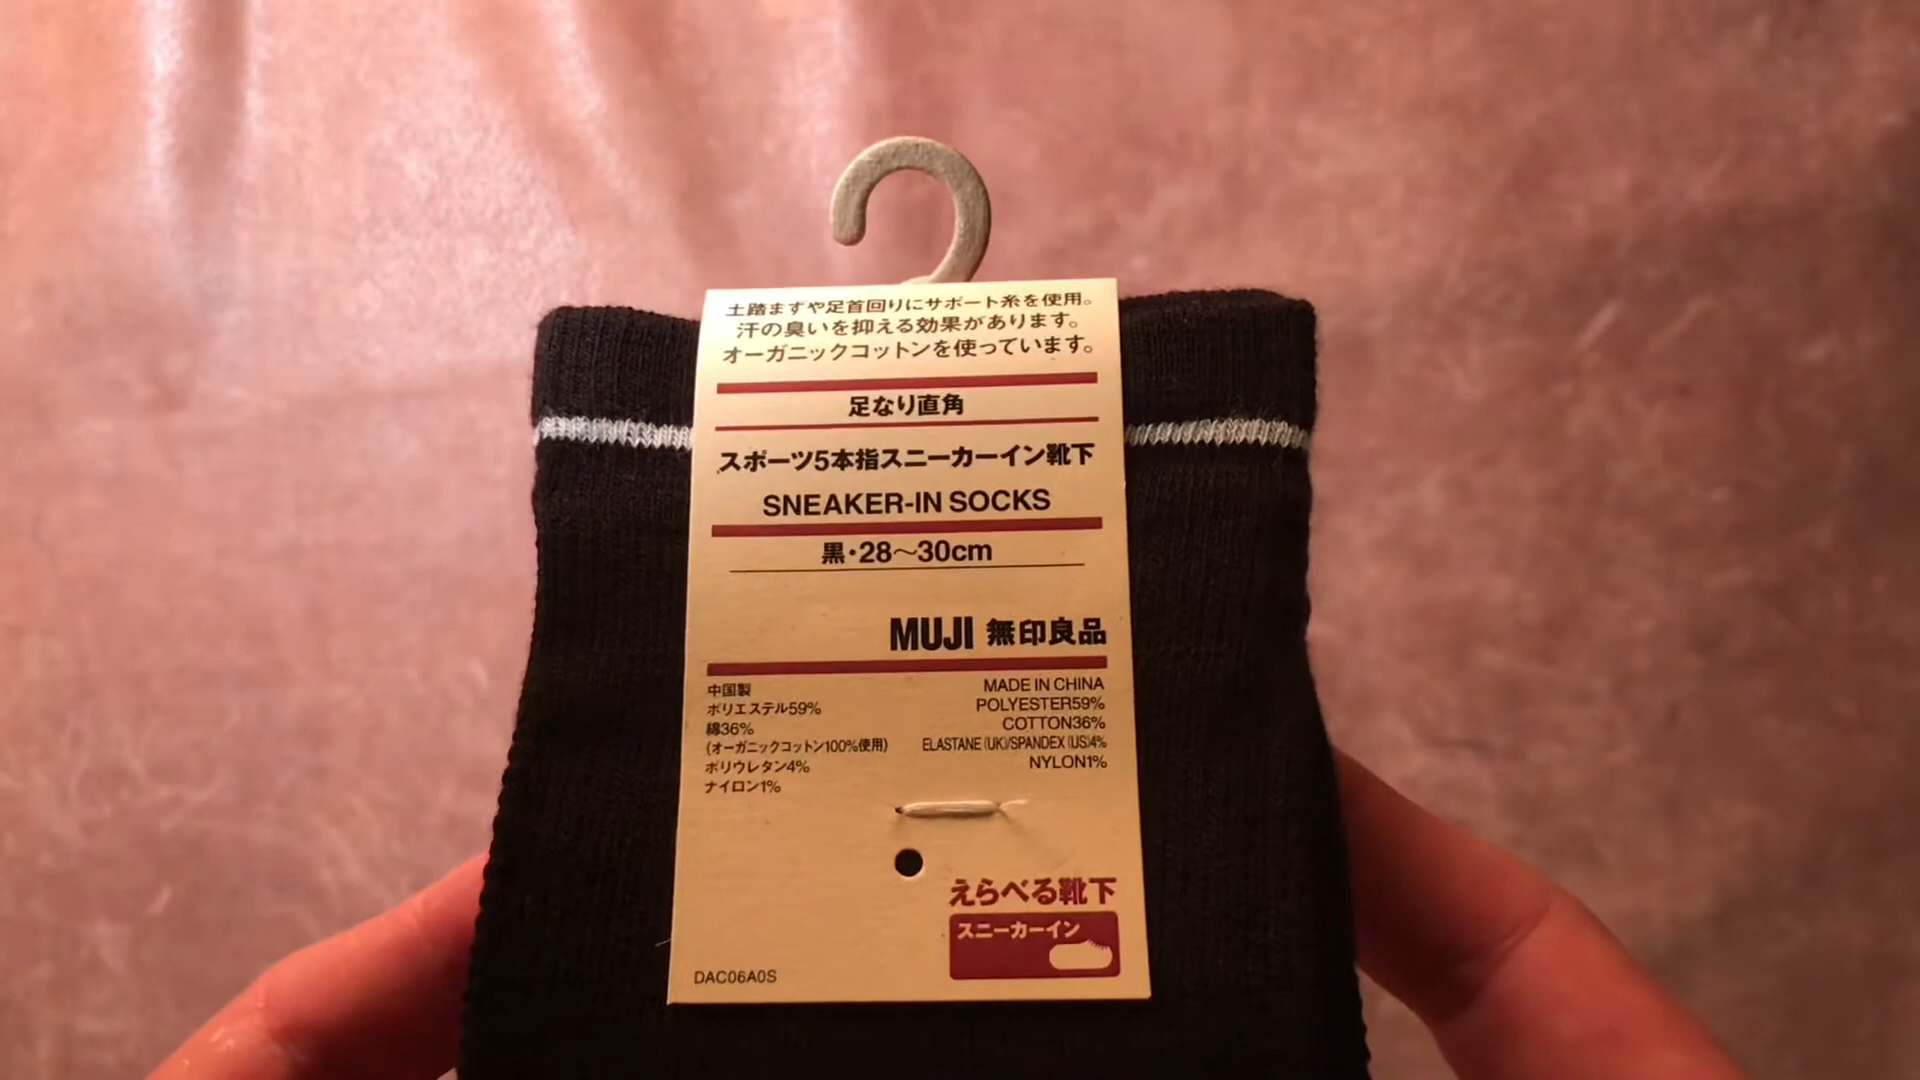 土踏まずや足首回りにサポート糸を使用。
汗の臭いを抑える効果があります。
オーガニックコットンを使っています。
足なり直角
スポーツ5本指スニーカーイン靴下
SNEAKER-IN SOCKS
黒・28〜30cm
MUJI 無印良品
中国製
ポリエステル59%
綿36%
(オーガニックコットン100%使用)
ポリウレタン4%
ナイロン1%
MADE IN CHINA
POLYESTER59%
COTTON36%
ELASTANE (UK)/SPANDEX (US)4%
NYLON1%
えらべる靴下
スニーカーイン
DAC06A0S